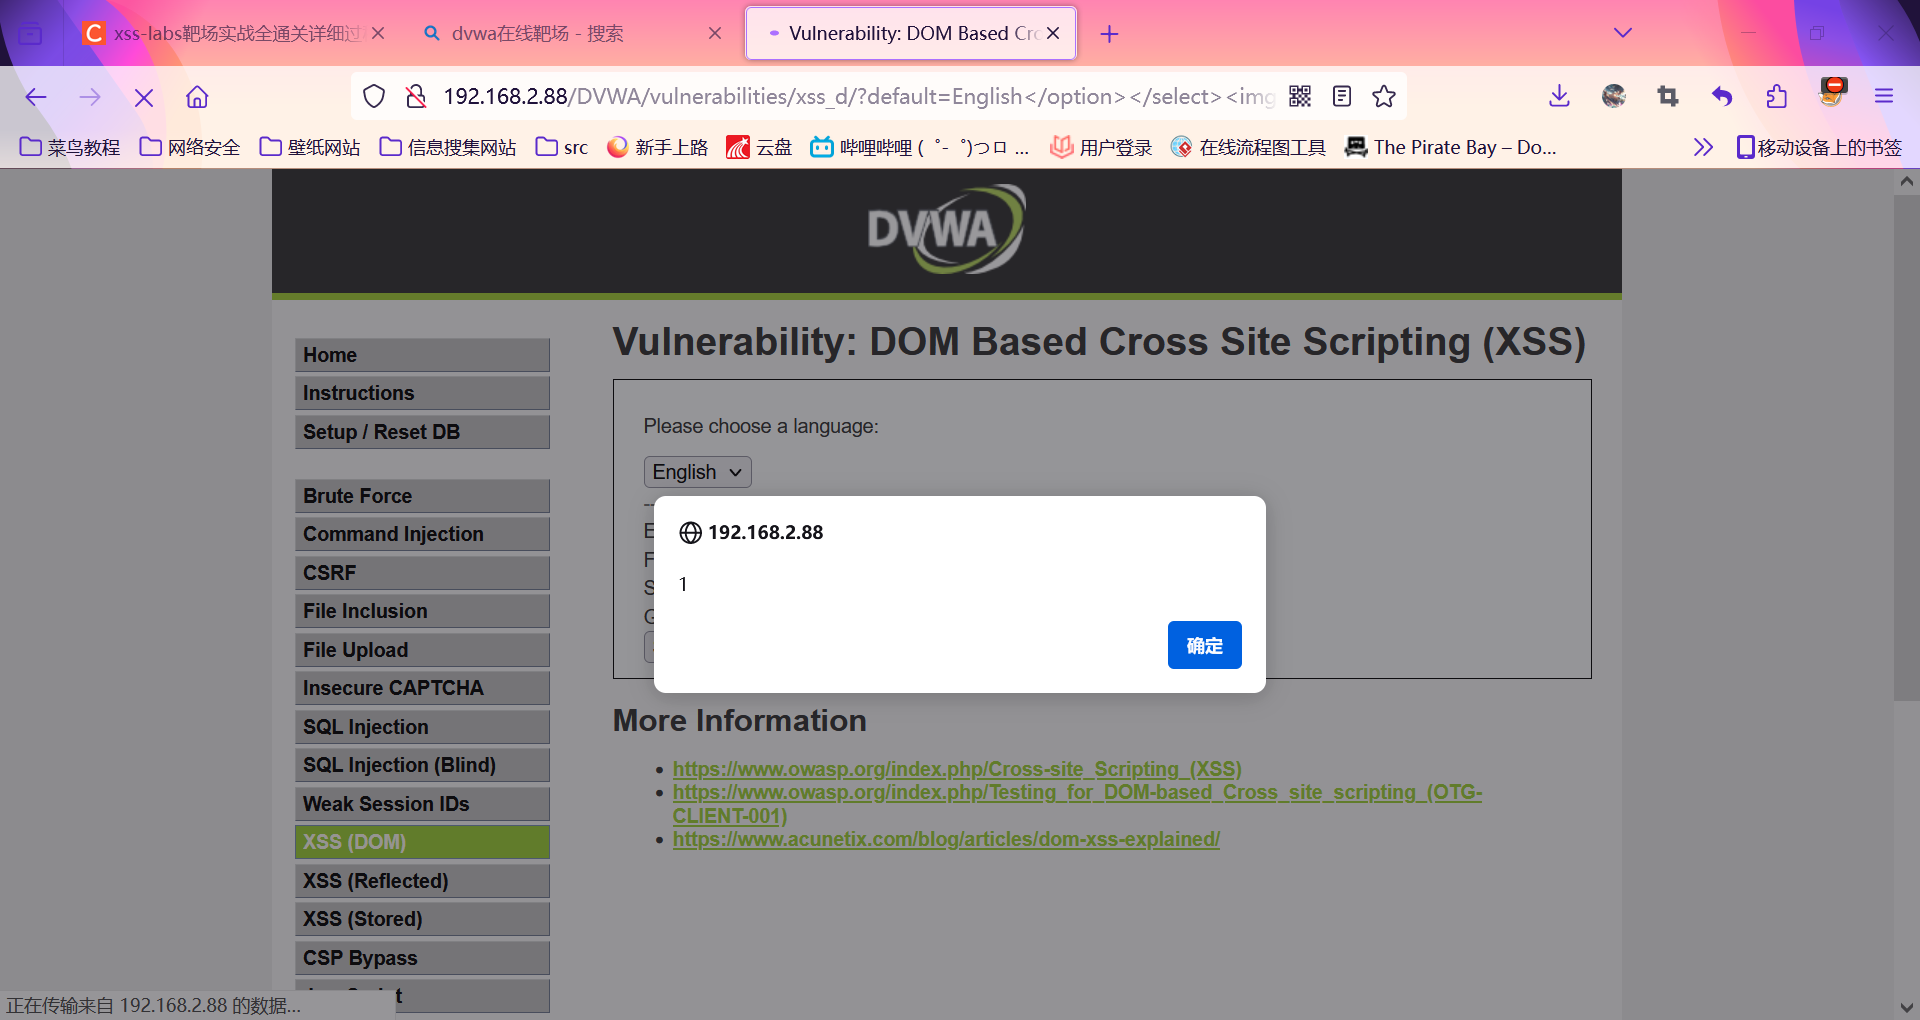 xss-labs靶场实战全通关详细过
dvwa在线靶场 - 搜索
Vulnerability: DOM Based Cro
192.168.2.88/DVWA/vulnerabilities/xss_d/?default=English</option></select><img
菜鸟教程 网络安全 壁纸网站 信息搜集网站 src 新手上路 云盘 哔哩哔哩 ( ゜- ゜)つロ ... 用户登录 在线流程图工具 The Pirate Bay – Do... 移动设备上的书签
DVWA
Vulnerability: DOM Based Cross Site Scripting (XSS)
Home
Instructions
Setup / Reset DB
Brute Force
Command Injection
CSRF
File Inclusion
File Upload
Insecure CAPTCHA
SQL Injection
SQL Injection (Blind)
Weak Session IDs
XSS (DOM)
XSS (Reflected)
XSS (Stored)
CSP Bypass
Please choose a language:
English
192.168.2.88
1
确定
More Information
https://www.owasp.org/index.php/Cross-site_Scripting_(XSS)
https://www.owasp.org/index.php/Testing_for_DOM-based_Cross_site_scripting_(OTG-
CLIENT-001)
https://www.acunetix.com/blog/articles/dom-xss-explained/
正在传输来自 192.168.2.88 的数据...